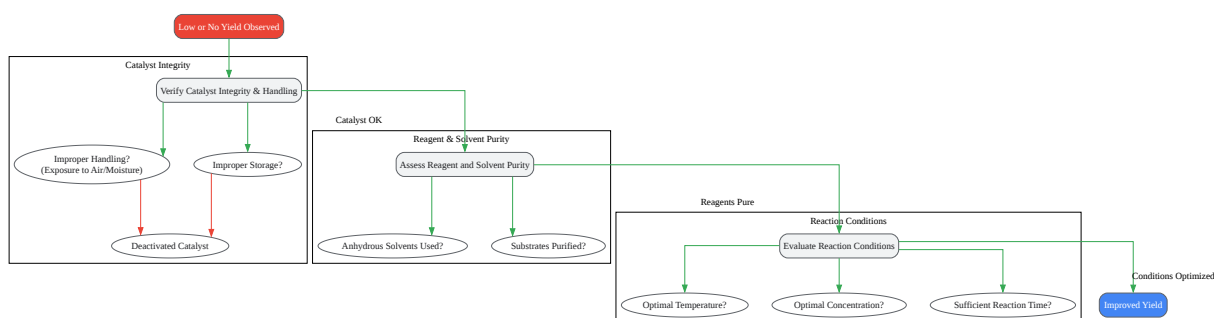 Low or No Yield Observed
Catalyst Integrity
Verify Catalyst Integrity & Handling
Improper Handling?
(Exposure to Air/Moisture)
Improper Storage?
Deactivated Catalyst
Catalyst OK
Reagent & Solvent Purity
Assess Reagent and Solvent Purity
Anhydrous Solvents Used?
Substrates Purified?
Reagents Pure
Reaction Conditions
Evaluate Reaction Conditions
Optimal Temperature?
Optimal Concentration?
Sufficient Reaction Time?
Conditions Optimized
Improved Yield